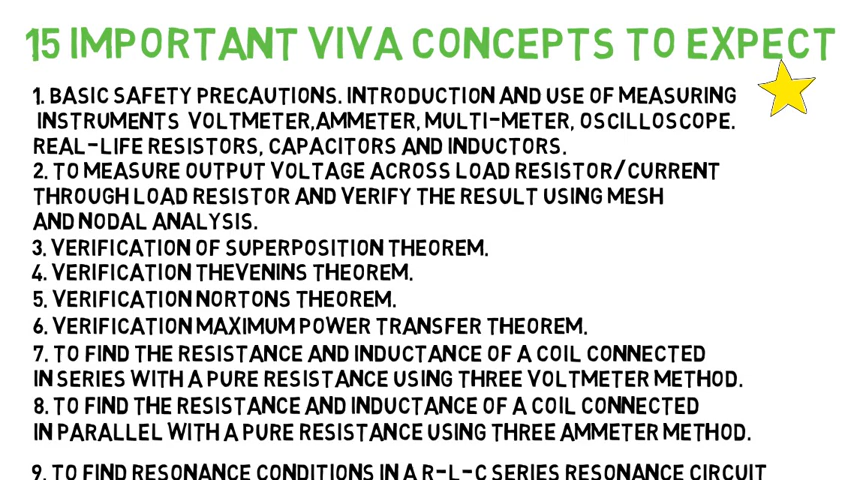 15 IMPORTANT VIVA CONCEPTS TO EXPECT
1. BASIC SAFETY PRECAUTIONS. INTRODUCTION AND USE OF MEASURING
INSTRUMENTS VOLTMETER,AMMETER, MULTI-METER, OSCILLOSCOPE.
REAL-LIFE RESISTORS, CAPACITORS AND INDUCTORS.
2. TO MEASURE OUTPUT VOLTAGE ACROSS LOAD RESISTOR/CURRENT
THROUGH LOAD RESISTOR AND VERIFY THE RESULT USING MESH
AND NODAL ANALYSIS.
3. VERIFICATION OF SUPERPOSITION THEOREM.
4. VERIFICATION THEVENINS THEOREM.
5. VERIFICATION NORTONS THEOREM.
6. VERIFICATION MAXIMUM POWER TRANSFER THEOREM.
7. TO FIND THE RESISTANCE AND INDUCTANCE OF A COIL CONNECTED
IN SERIES WITH A PURE RESISTANCE USING THREE VOLTMETER METHOD.
8. TO FIND THE RESISTANCE AND INDUCTANCE OF A COIL CONNECTED
IN PARALLEL WITH A PURE RESISTANCE USING THREE AMMETER METHOD.
9. TO FIND RESONANCE CONDITIONS IN A R-L-C SERIES RESONANCE CIRCUIT